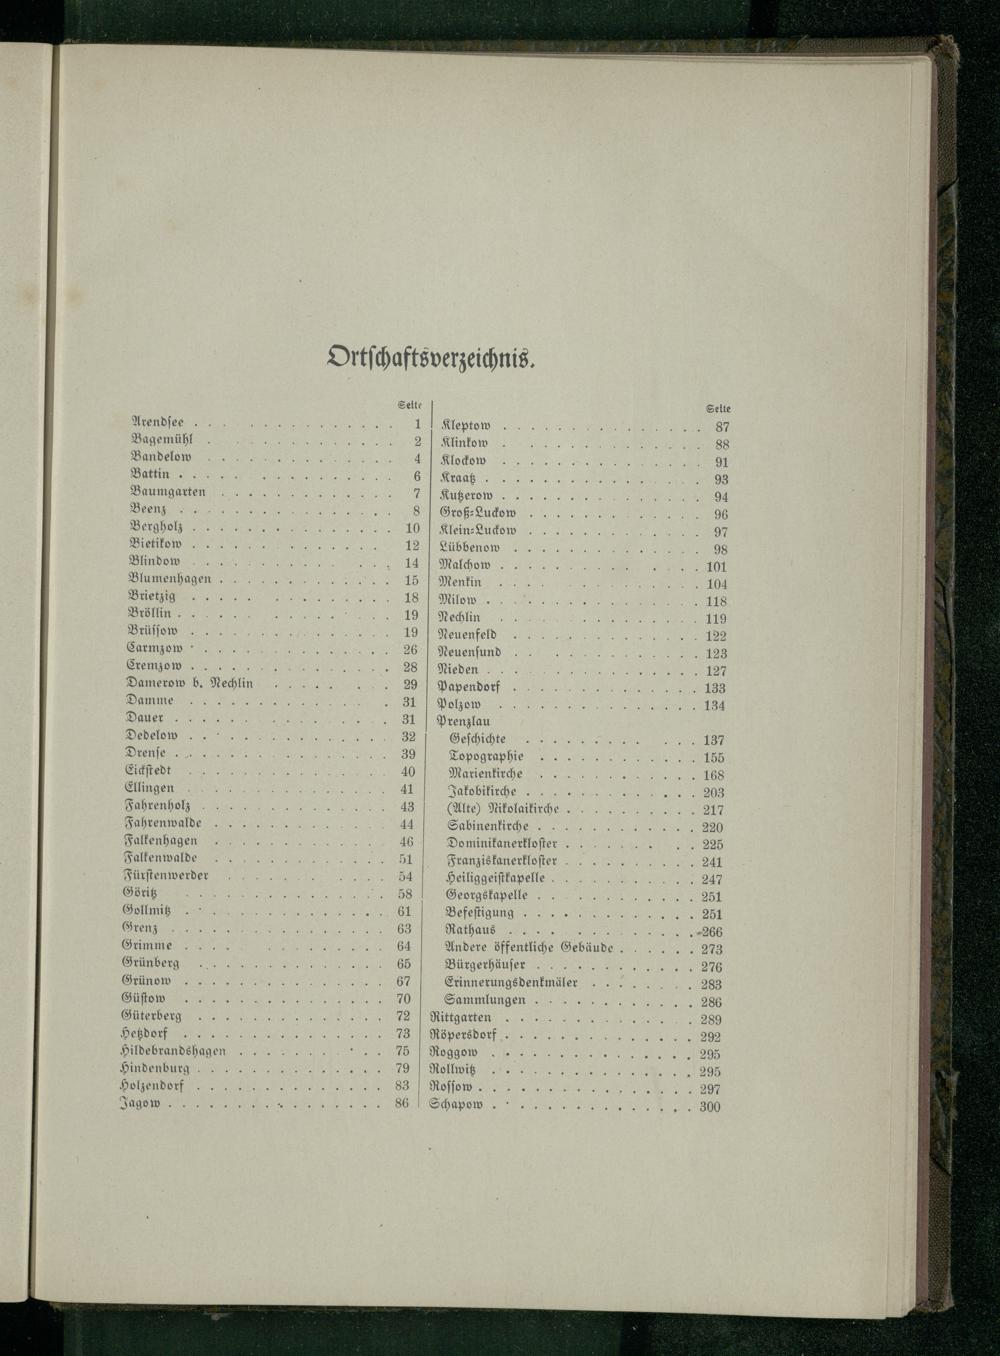 Ortschaftsverzeichnis.
Seite
Arendsee . . . . . . . . . . . . . . 1
Bagemühl . . . . . . . . . . . . . . 2
Bandelow . . . . . . . . . . . . . . 4
Battin . . . . . . . . . . . . . . 6
Baumgarten . . . . . . . . . . . . . . 7
Beenz . . . . . . . . . . . . . . 8
Bergholz . . . . . . . . . . . . . . 10
Bietikow . . . . . . . . . . . . . . 12
Blindow . . . . . . . . . . . . . . 14
Blumenhagen . . . . . . . . . . . . . . 15
Brietzig . . . . . . . . . . . . . . 18
Bröllin . . . . . . . . . . . . . . 19
Brüssow . . . . . . . . . . . . . . 19
Carmzow . . . . . . . . . . . . . . 26
Cremzow . . . . . . . . . . . . . . 28
Damerow b. Nechlin . . . . . . . . 29
Damme . . . . . . . . . . . . . . 31
Dauer . . . . . . . . . . . . . . 31
Dedelow . . . . . . . . . . . . . . 32
Drense . . . . . . . . . . . . . . 39
Eickstedt . . . . . . . . . . . . . . 40
Ellingen . . . . . . . . . . . . . . 41
Fahrenholz . . . . . . . . . . . . . . 43
Fahrenwalde . . . . . . . . . . . . . . 44
Falkenhagen . . . . . . . . . . . . . . 46
Falkenwalde . . . . . . . . . . . . . . 51
Fürstenwerder . . . . . . . . . . . . 54
Göritz . . . . . . . . . . . . . . 58
Gollmitz . . . . . . . . . . . . . . 61
Grenz . . . . . . . . . . . . . . 63
Grimme . . . . . . . . . . . . . . 64
Grünberg . . . . . . . . . . . . . . 65
Grünow . . . . . . . . . . . . . . 67
Güstow . . . . . . . . . . . . . . 70
Güterberg . . . . . . . . . . . . . . 72
Hetzdorf . . . . . . . . . . . . . . 73
Hildebrandshagen . . . . . . . . . . 75
Hindenburg . . . . . . . . . . . . . . 79
Holzendorf . . . . . . . . . . . . . . 83
Jagow . . . . . . . . . . . . . . 86
Seite
Kleptow . . . . . . . . . . . . . . 87
Klinkow . . . . . . . . . . . . . . 88
Klockow . . . . . . . . . . . . . . 91
Kraatz . . . . . . . . . . . . . . 93
Kutzerow . . . . . . . . . . . . . . 94
Groß-Luckow . . . . . . . . . . . . 96
Klein-Luckow . . . . . . . . . . . . 97
Lübbenow . . . . . . . . . . . . . . 98
Malchow . . . . . . . . . . . . . . 101
Menkin . . . . . . . . . . . . . . 104
Milow . . . . . . . . . . . . . . 118
Nechlin . . . . . . . . . . . . . . 119
Neuenfeld . . . . . . . . . . . . . . 122
Neuensund . . . . . . . . . . . . . . 123
Nieden . . . . . . . . . . . . . . 127
Papendorf . . . . . . . . . . . . . . 133
Polzow . . . . . . . . . . . . . . 134
Prenzlau
Geschichte . . . . . . . . . . . . 137
Topographie . . . . . . . . . . . . 155
Marienkirche . . . . . . . . . . . . 168
Jakobikirche . . . . . . . . . . . . 203
(Alte) Nikolaikirche . . . . . . . . . 217
Sabinenkirche . . . . . . . . . . . . 220
Dominikanerkloster . . . . . . . . . 225
Franziskanerkloster . . . . . . . . . 241
Heiliggeistkapelle . . . . . . . . . . 247
Georgskapelle . . . . . . . . . . . . 251
Befestigung . . . . . . . . . . . . 251
Rathaus . . . . . . . . . . . . 266
Andere öffentliche Gebäude . . . . . . 273
Bürgerhäuser . . . . . . . . . . . . 276
Erinnerungsdenkmäler . . . . . . . . 283
Sammlungen . . . . . . . . . . . . 286
Rittgarten . . . . . . . . . . . . . . 289
Röpersdorf . . . . . . . . . . . . . . 292
Roggow . . . . . . . . . . . . . . 295
Rollwitz . . . . . . . . . . . . . . 295
Rossow . . . . . . . . . . . . . . 297
Schapow . . . . . . . . . . . . . . 300